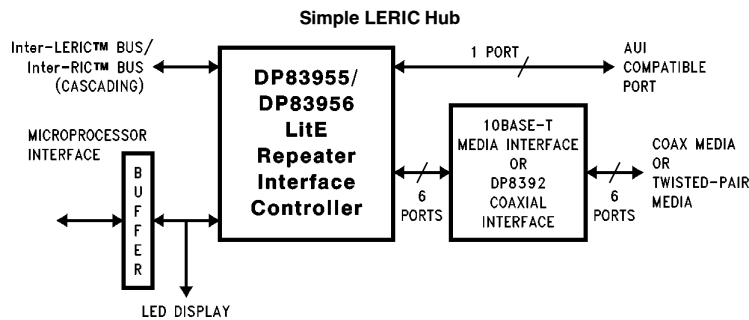 Simple LERIC Hub
Inter-LERIC™ BUS/
Inter-RIC™ BUS
(CASCADING)
DP83955/
DP83956
LitE
Repeater
Interface
Controller
1 PORT
AUI
COMPATIBLE
PORT
MICROPROCESSOR
INTERFACE
BUFFER
LED DISPLAY
6
PORTS
10BASE-T
MEDIA INTERFACE
OR
DP8392
COAXIAL
INTERFACE
6
PORTS
COAX MEDIA
OR
TWISTED-PAIR
MEDIA